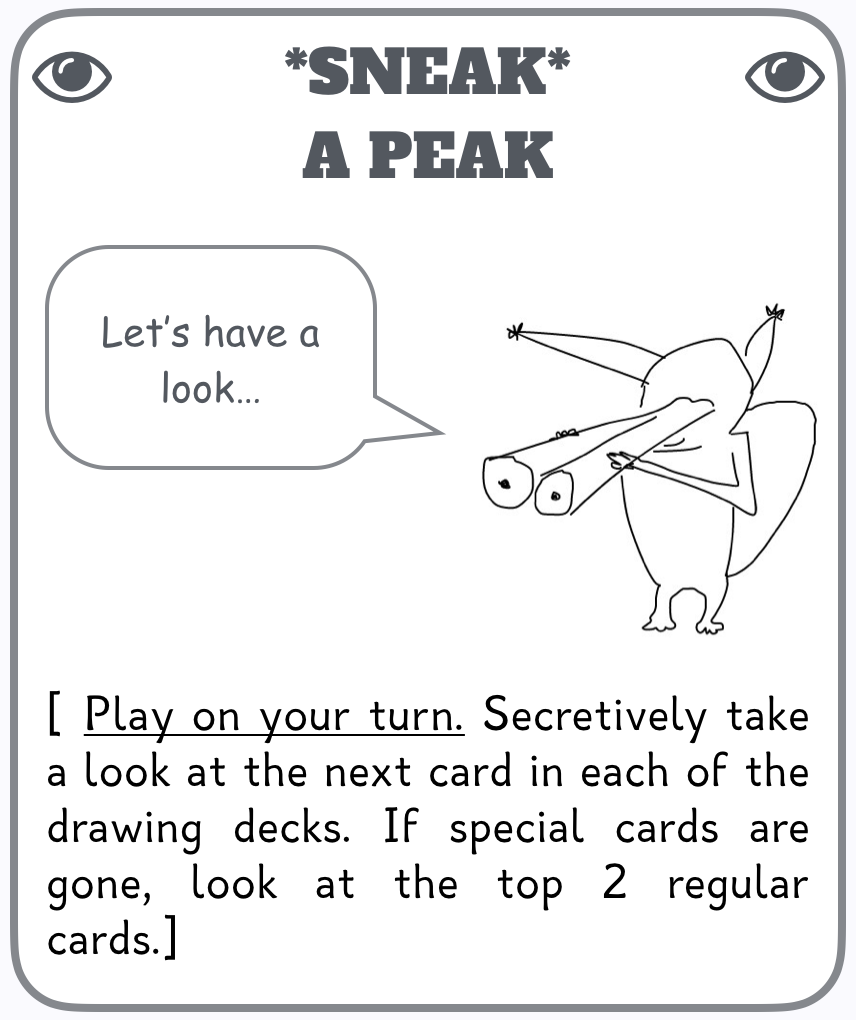 *SNEAK*
A PEAK
Let's have a
look...
[ Play on your turn. Secretively take
a look at the next card in each of the
drawing decks. If special cards are
gone, look at the top 2 regular
cards.]